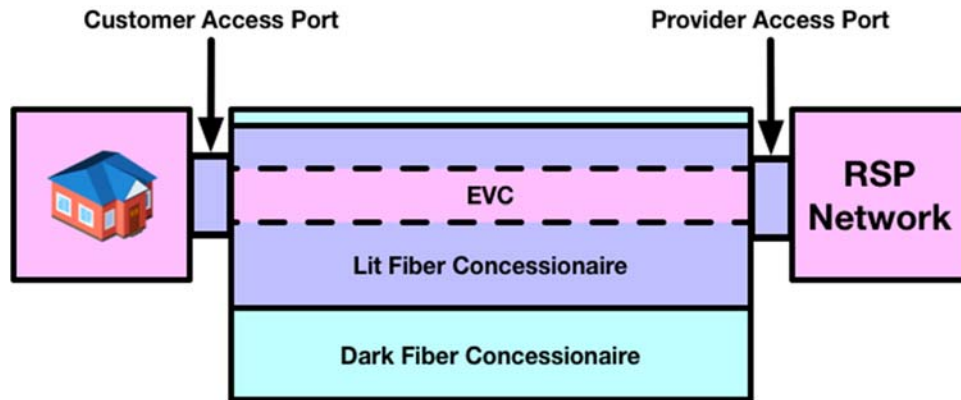 Customer Access Port
Provider Access Port
EVC
RSP
Network
Lit Fiber Concessionaire
Dark Fiber Concessionaire